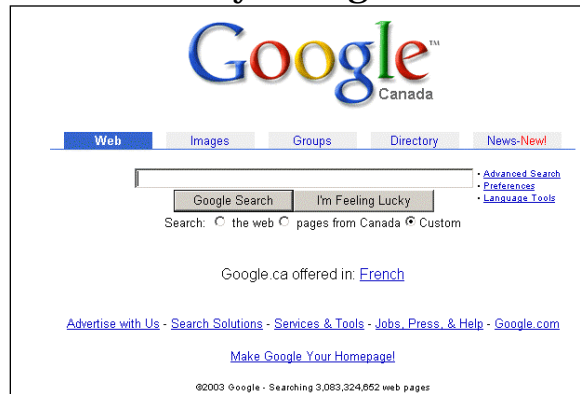 Google™
Canada
Web Images Groups Directory News-New!
• Advanced Search
• Preferences
• Language Tools
Google Search I'm Feeling Lucky
Search: the web pages from Canada Custom
Google.ca offered in: French
Advertise with Us - Search Solutions - Services & Tools - Jobs, Press, & Help - Google.com
Make Google Your Homepage!
©2003 Google - Searching 3,083,324,652 web pages